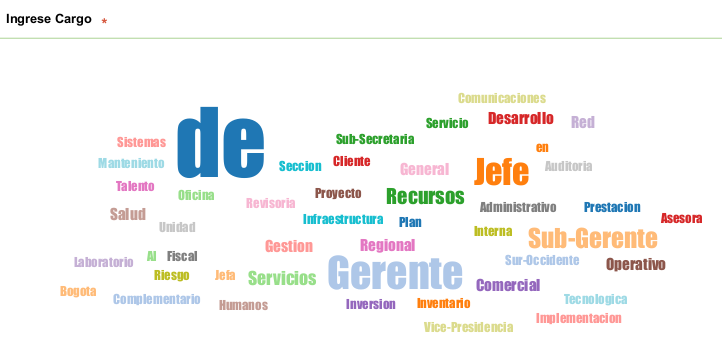 Ingrese Cargo *
Comunicaciones
Servicio Desarrollo Red
Sistemas de Sub-Secretaria en
Manteniento Seccion Cliente General Jefe Auditoria
Talento Oficina Revisoria Proyecto Recursos Administrativo Prestacion
Salud Unidad Infraestructura Plan Interna Sub-Gerente Asesora
Laboratorio Al Fiscal Gestion Regional Sur-Occidente Operativo
Riesgo Jefa Servicios Gerente Comercial
Bogota Complementario Humanos Inversion Inventario Tecnologica
Vice-Presidencia Implementacion